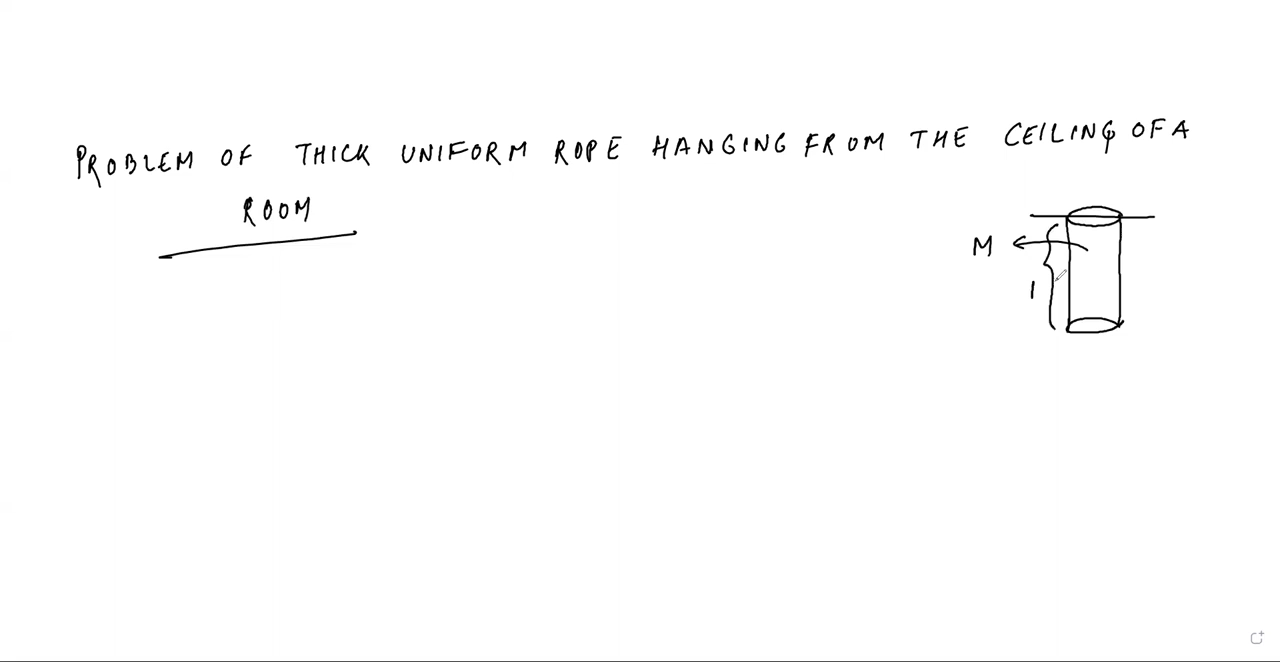 PROBLEM OF THICK UNIFORM ROPE HANGING FROM THE CEILING OF A
ROOM
M
l